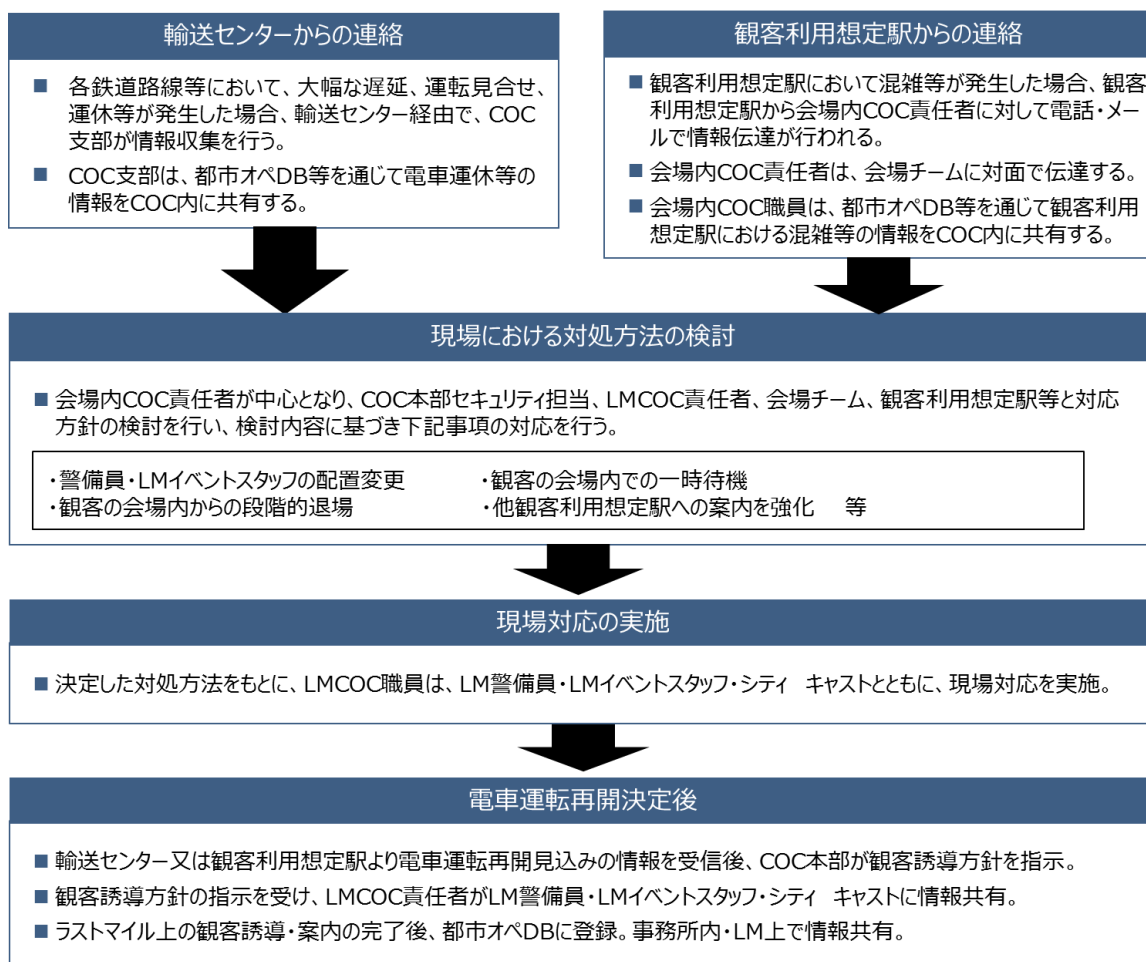 輸送センターからの連絡
■ 各鉄道路線等において、大幅な遅延、運転見合せ、
運休等が発生した場合、輸送センター経由で、COC
支部が情報収集を行う。
■ COC支部は、都市オペDB等を通じて電車運休等の
情報をCOC内に共有する。
観客利用想定駅からの連絡
■ 観客利用想定駅において混雑等が発生した場合、観客
利用想定駅から会場内COC責任者に対して電話・メー
ルで情報伝達が行われる。
■ 会場内COC責任者は、会場チームに対面で伝達する。
■ 会場内COC職員は、都市オペDB等を通じて観客利用
想定駅における混雑等の情報をCOC内に共有する。
現場における対処方法の検討
■ 会場内COC責任者が中心となり、COC本部セキュリティ担当、LMCOC責任者、会場チーム、観客利用想定駅等と対応
方針の検討を行い、検討内容に基づき下記事項の対応を行う。
・警備員・LMイベントスタッフの配置変更 ・観客の会場内での一時待機
・観客の会場内からの段階的退場 ・他観客利用想定駅への案内を強化 等
現場対応の実施
■ 決定した対処方法をもとに、LMCOC職員は、LM警備員・LMイベントスタッフ・シティ キャストとともに、現場対応を実施。
電車運転再開決定後
■ 輸送センター又は観客利用想定駅より電車運転再開見込みの情報を受信後、COC本部が観客誘導方針を指示。
■ 観客誘導方針の指示を受け、LMCOC責任者がLM警備員・LMイベントスタッフ・シティ キャストに情報共有。
■ ラストマイル上の観客誘導・案内の完了後、都市オペDBに登録。事務所内・LM上で情報共有。